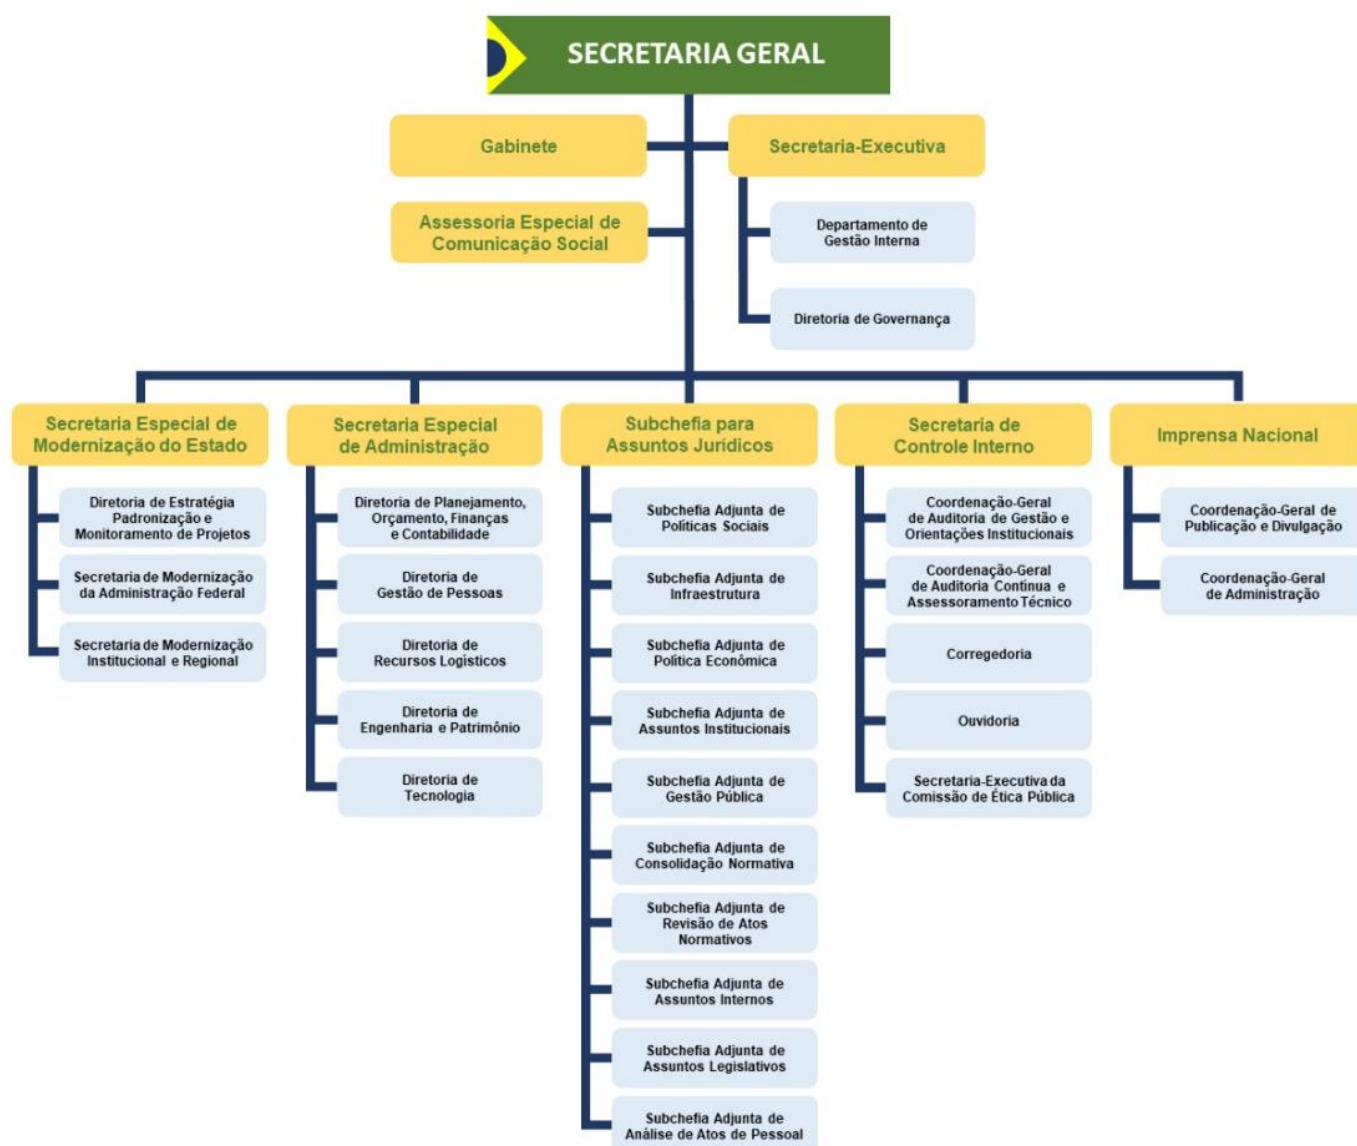 SECRETARIA GERAL
Gabinete
Secretaria-Executiva
Assessoria Especial de
Comunicação Social
Departamento de
Gestão Interna
Diretoria de Governança
Secretaria Especial de
Modernização do Estado
Diretoria de Estratégia
Padronização e
Monitoramento de Projetos
Secretaria de Modernização
da Administração Federal
Secretaria de Modernização
Institucional e Regional
Secretaria Especial
de Administração
Diretoria de Planejamento,
Orçamento, Finanças
e Contabilidade
Diretoria de
Gestão de Pessoas
Diretoria de
Recursos Logísticos
Diretoria de
Engenharia e Patrimônio
Diretoria de
Tecnologia
Subchefia para
Assuntos Jurídicos
Subchefia Adjunta de
Políticas Sociais
Subchefia Adjunta de
Infraestrutura
Subchefia Adjunta de
Política Econômica
Subchefia Adjunta de
Assuntos Institucionais
Subchefia Adjunta de
Gestão Pública
Subchefia Adjunta de
Consolidação Normativa
Subchefia Adjunta de
Revisão de Atos
Normativos
Subchefia Adjunta de
Assuntos Internos
Subchefia Adjunta de
Assuntos Legislativos
Subchefia Adjunta de
Análise de Atos de Pessoal
Secretaria de
Controle Interno
Coordenação-Geral
de Auditoria de Gestão e
Orientações Institucionais
Coordenação-Geral
de Auditoria Contínua e
Assessoramento Técnico
Corregedoria
Ouvidoria
Secretaria-Executiva da
Comissão de Ética Pública
Imprensa Nacional
Coordenação-Geral de
Publicação e Divulgação
Coordenação-Geral
de Administração